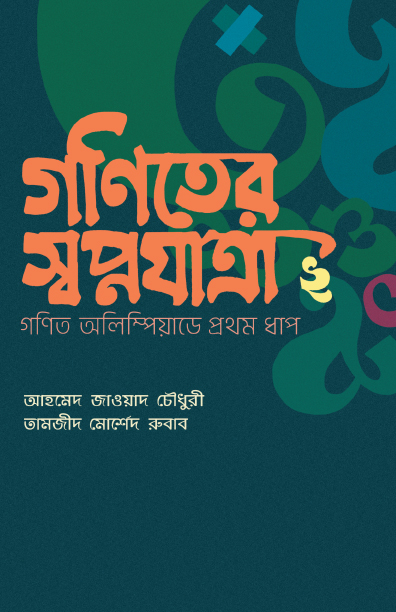 গণিতের
স্বপ্নযাত্রা ২
গণিত অলিম্পিয়াডে প্রথম ধাপ
আহমেদ জাওয়াদ চৌধুরী
তামজীদ মোর্শেদ রুবাব